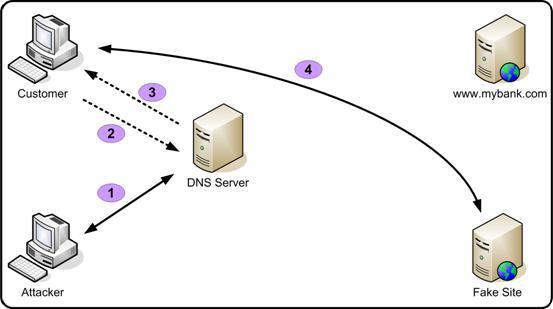 4
Customer
3
www.mybank.com
2
DNS Server
1
Attacker
Fake Site